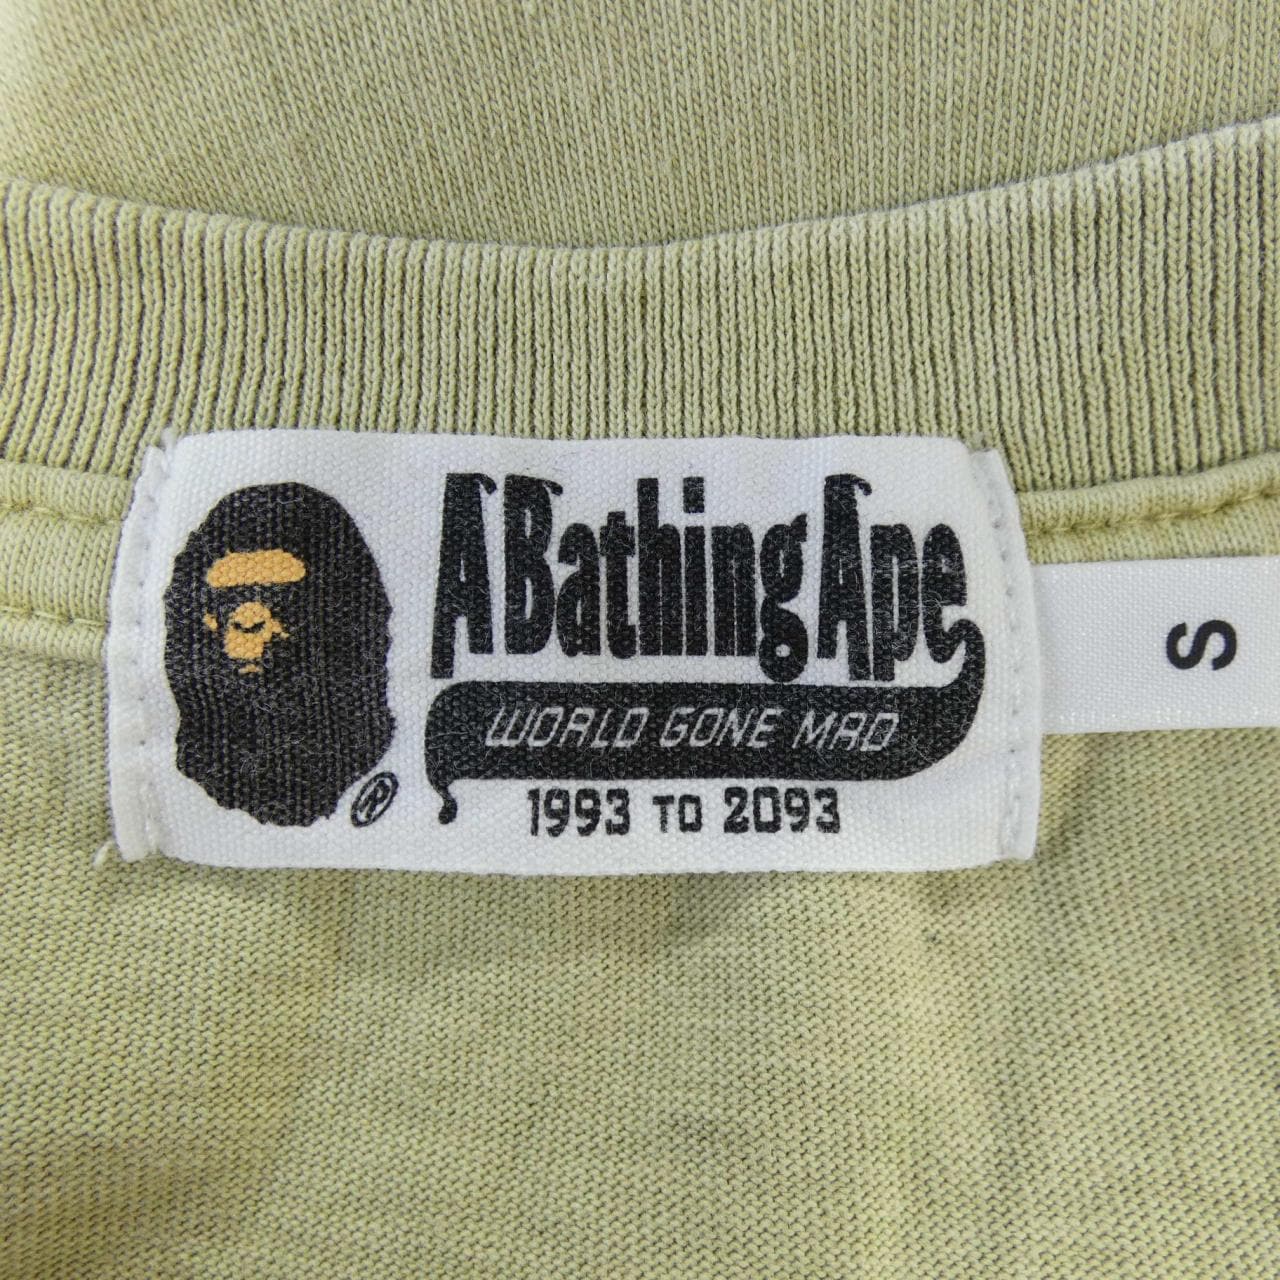 A Bathing Ape
®
WORLD GONE MAD
1993 TO 2093
S